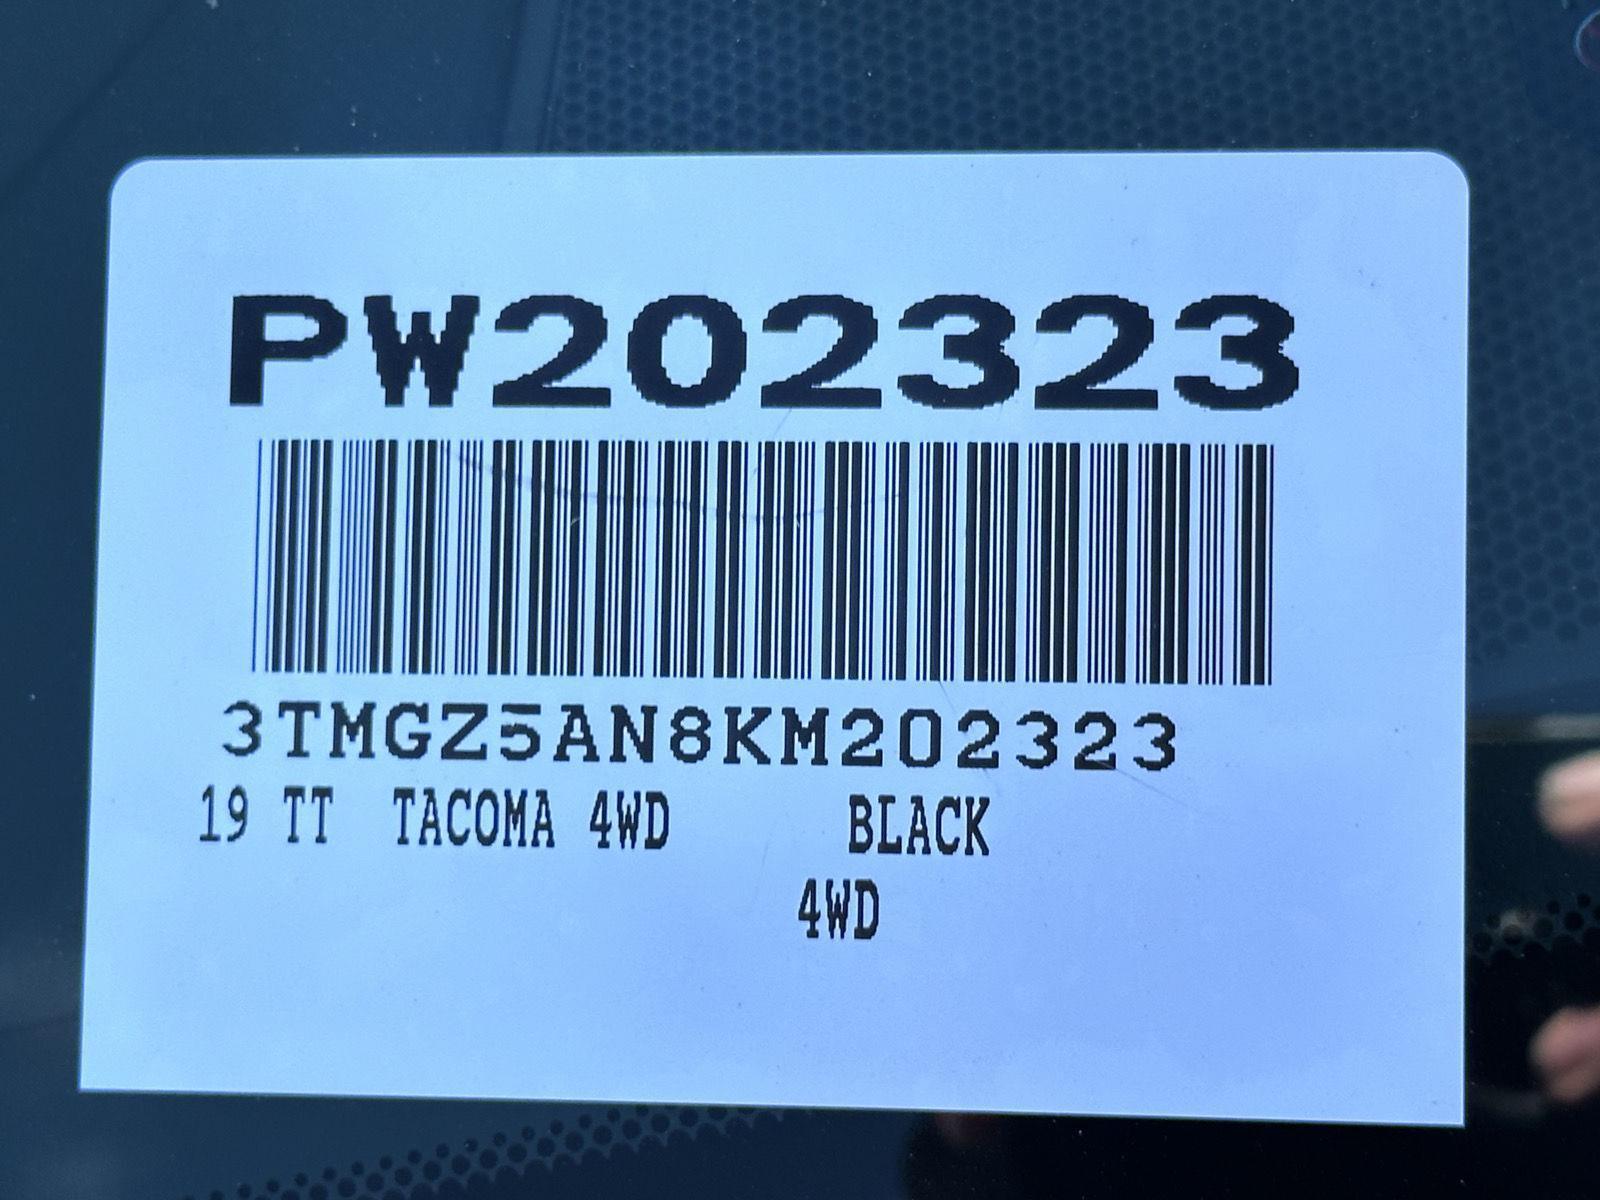 PW202323
3TMGZ5AN8KM202323
19 TT TACOMA 4WD BLACK
4WD